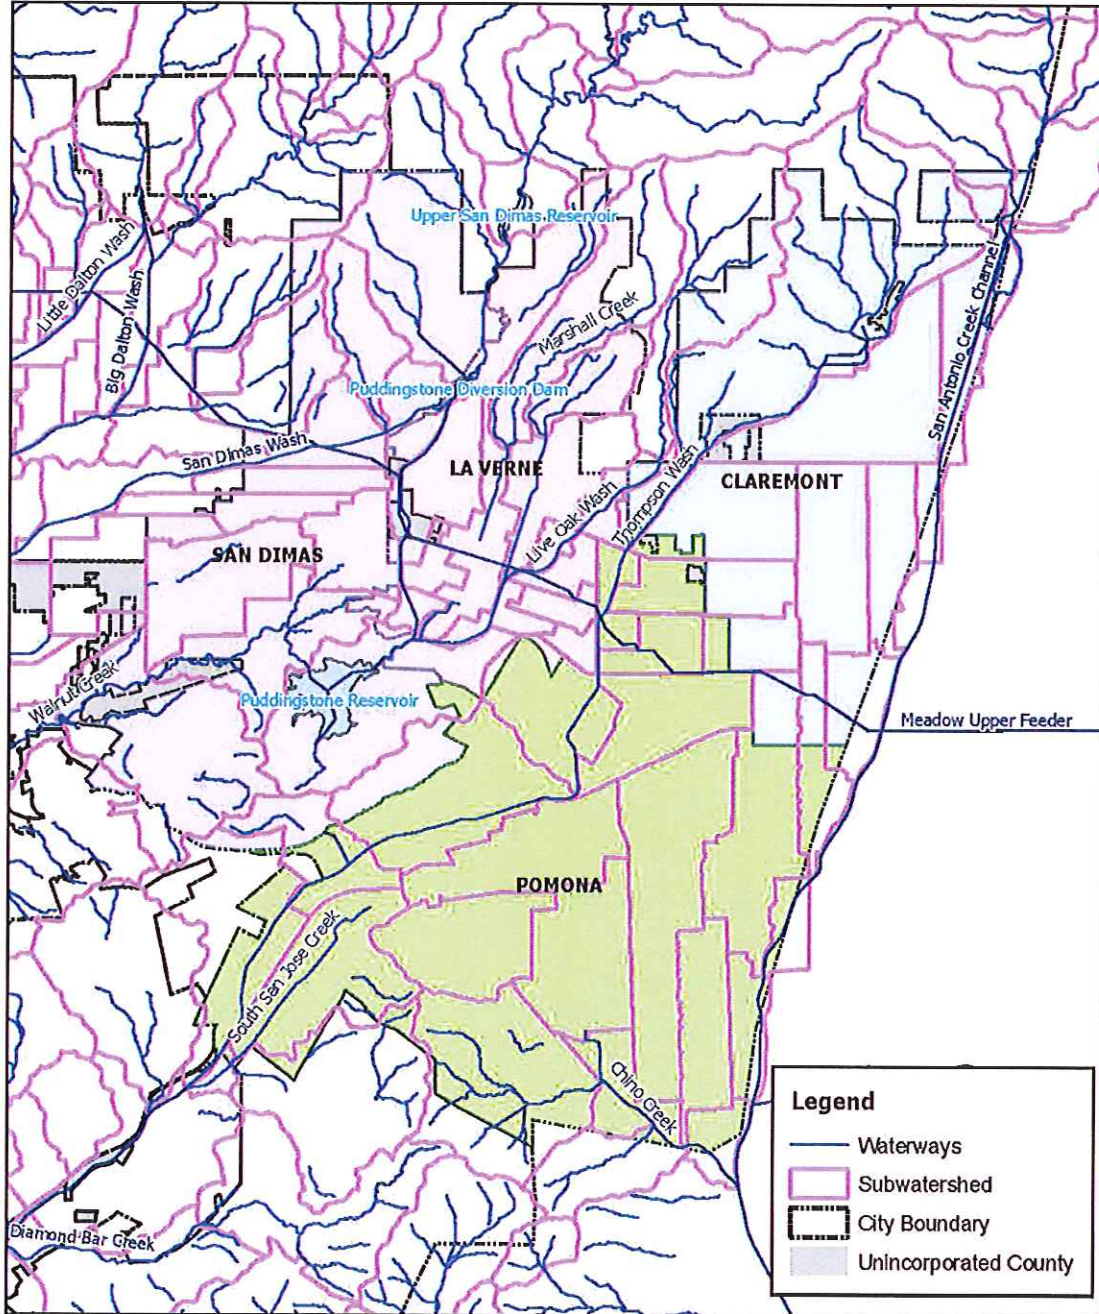 Upper San Dimas Reservoir
Little Dalton Wash
Big Dalton Wash
San Antonio Creek Channel
Marshall Creek
Puddingstone Diversion Dam
San Dimas Wash
LA VERNE
CLAREMONT
Live Oak Wash
Thompson Wash
SAN DIMAS
Walnut Creek
Puddingstone Reservoir
Meadow Upper Feeder
POMONA
South San Jose Creek
Chino Creek
Diamond Bar Creek
Legend
Waterways
Subwatershed
City Boundary
Unincorporated County